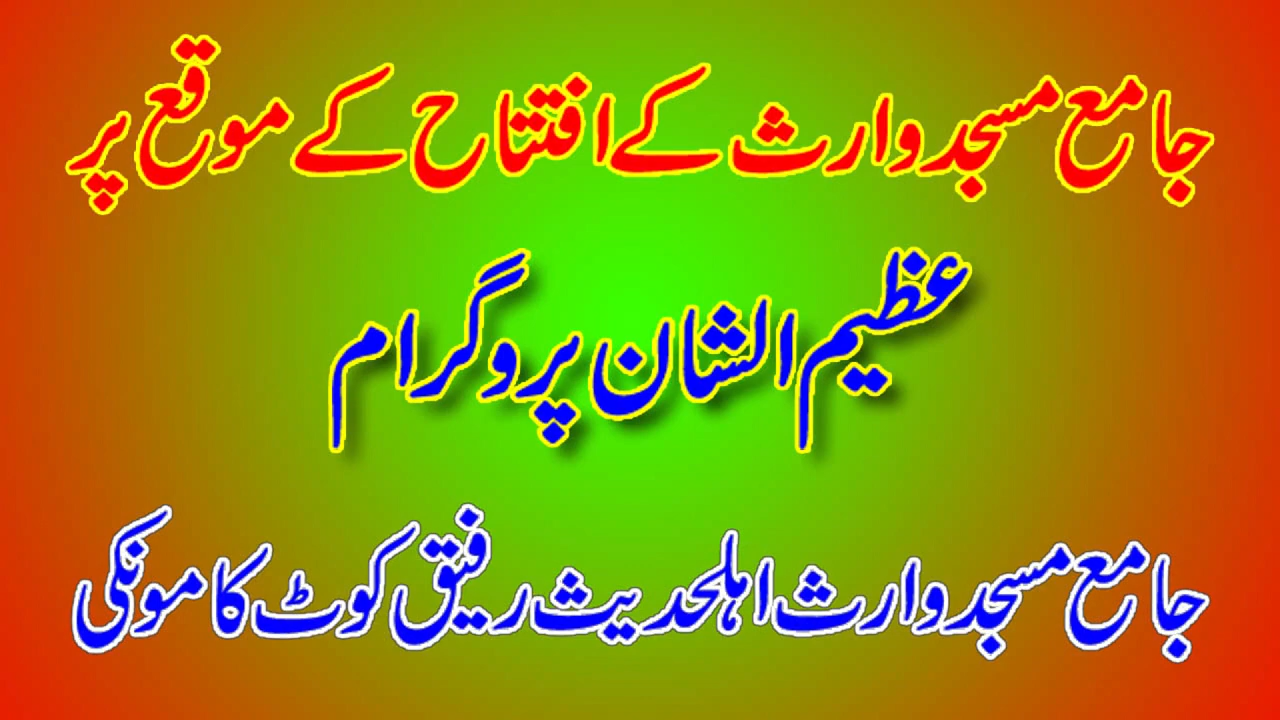 جامع مسجد وارث کے افتتاح کے موقع پر
عظیم الشان پروگرام
جامع مسجد وارث اہلحدیث رفیق کوٹ کامونکی